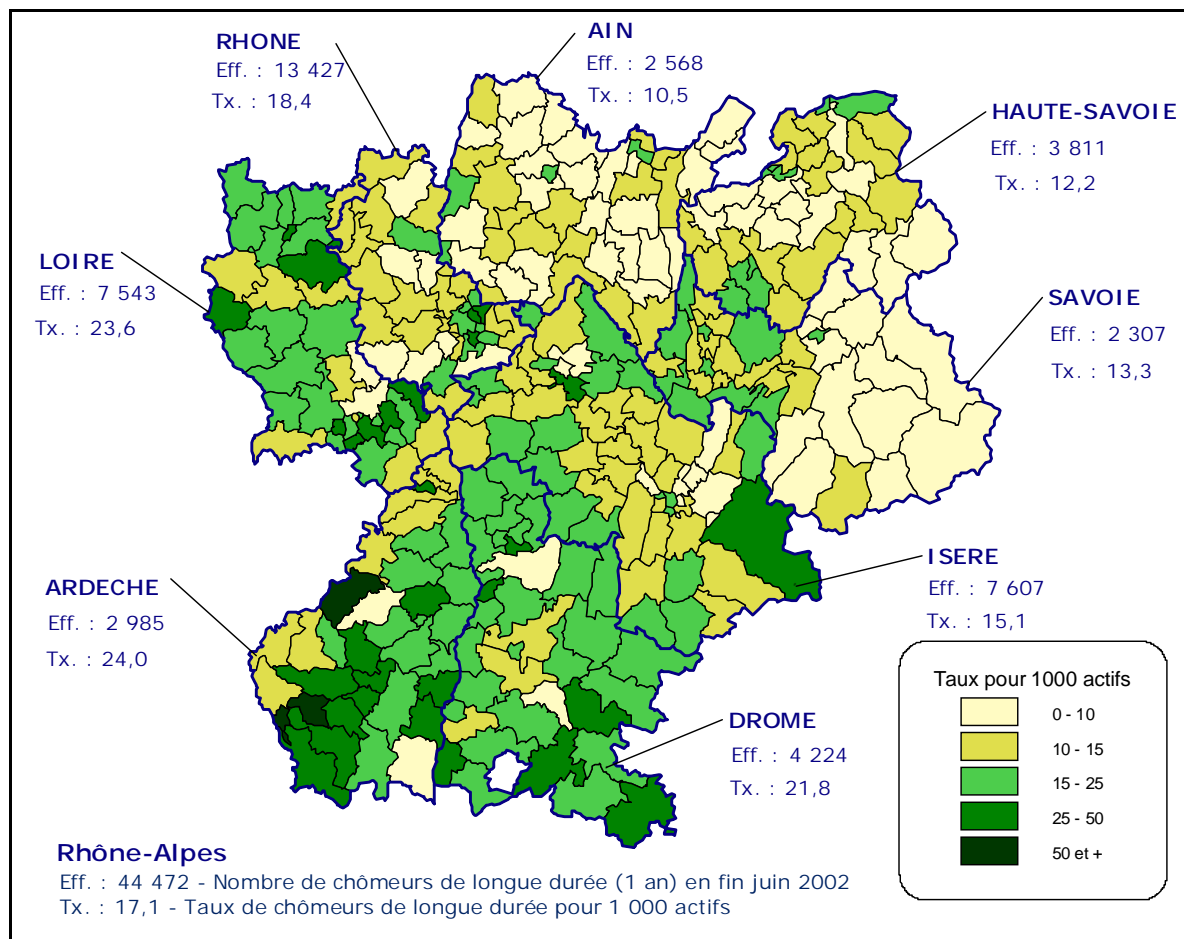 AIN
Eff. : 2 568
Tx. : 10,5
RHONE
Eff. : 13 427
Tx. : 18,4
HAUTE-SAVOIE
Eff. : 3 811
Tx. : 12,2
LOIRE
Eff. : 7 543
Tx. : 23,6
SAVOIE
Eff. : 2 307
Tx. : 13,3
ISERE
Eff. : 7 607
Tx. : 15,1
ARDECHE
Eff. : 2 985
Tx. : 24,0
DROME
Eff. : 4 224
Tx. : 21,8
Taux pour 1000 actifs
0 - 10
10 - 15
15 - 25
25 - 50
50 et +
Rhône-Alpes
Eff. : 44 472 - Nombre de chômeurs de longue durée (1 an) en fin juin 2002
Tx. : 17,1 - Taux de chômeurs de longue durée pour 1 000 actifs